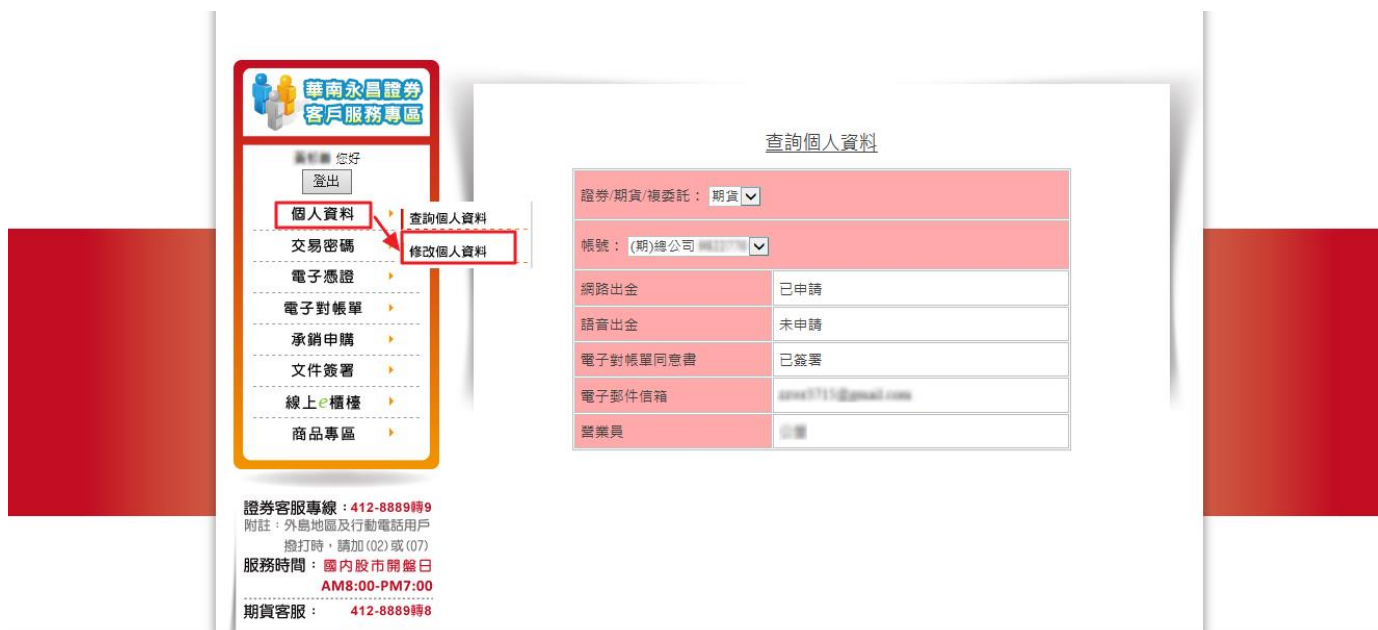 華南永昌證券
客戶服務專區
您好
登出
個人資料
交易密碼
電子憑證
電子對帳單
承銷申購
文件簽署
線上e櫃檯
商品專區
查詢個人資料
修改個人資料
證券客服專線：412-8889轉9
附註：外島地區及行動電話用戶
撥打時，請加(02)或(07)
服務時間：國內股市開盤日
AM8:00-PM7:00
期貨客服： 412-8889轉8
查詢個人資料
證券/期貨/複委託： 期貨
帳號： (期)總公司
網路出金 已申請
語音出金 未申請
電子對帳單同意書 已簽署
電子郵件信箱
營業員